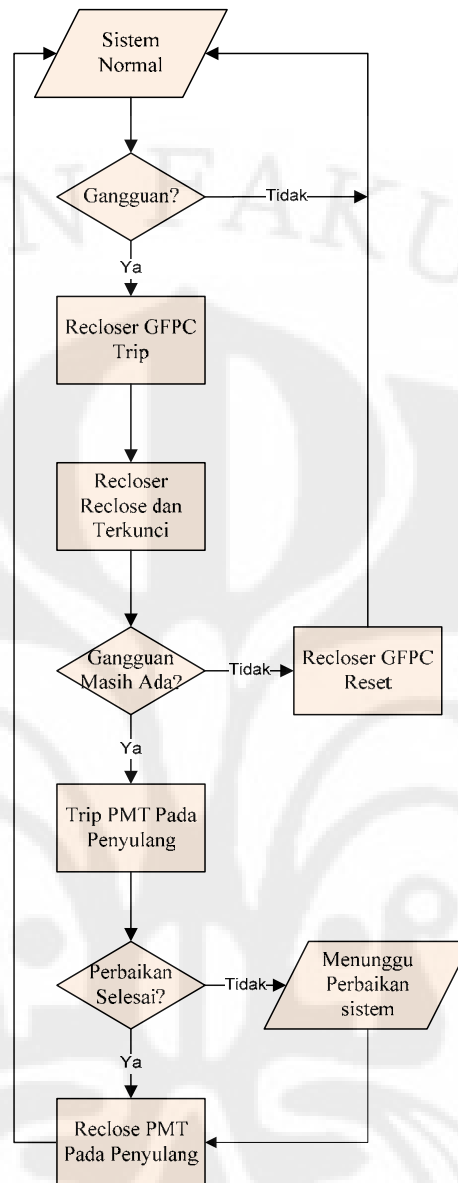 Sistem
Normal
Gangguan?
Tidak
Ya
Recloser GFPC
Trip
Recloser
Reclose dan
Terkunci
Gangguan
Masih Ada?
Tidak
Recloser GFPC
Reset
Ya
Trip PMT Pada
Penyulang
Perbaikan
Selesai?
Tidak
Menunggu
Perbaikan
sistem
Ya
Reclose PMT
Pada Penyulang